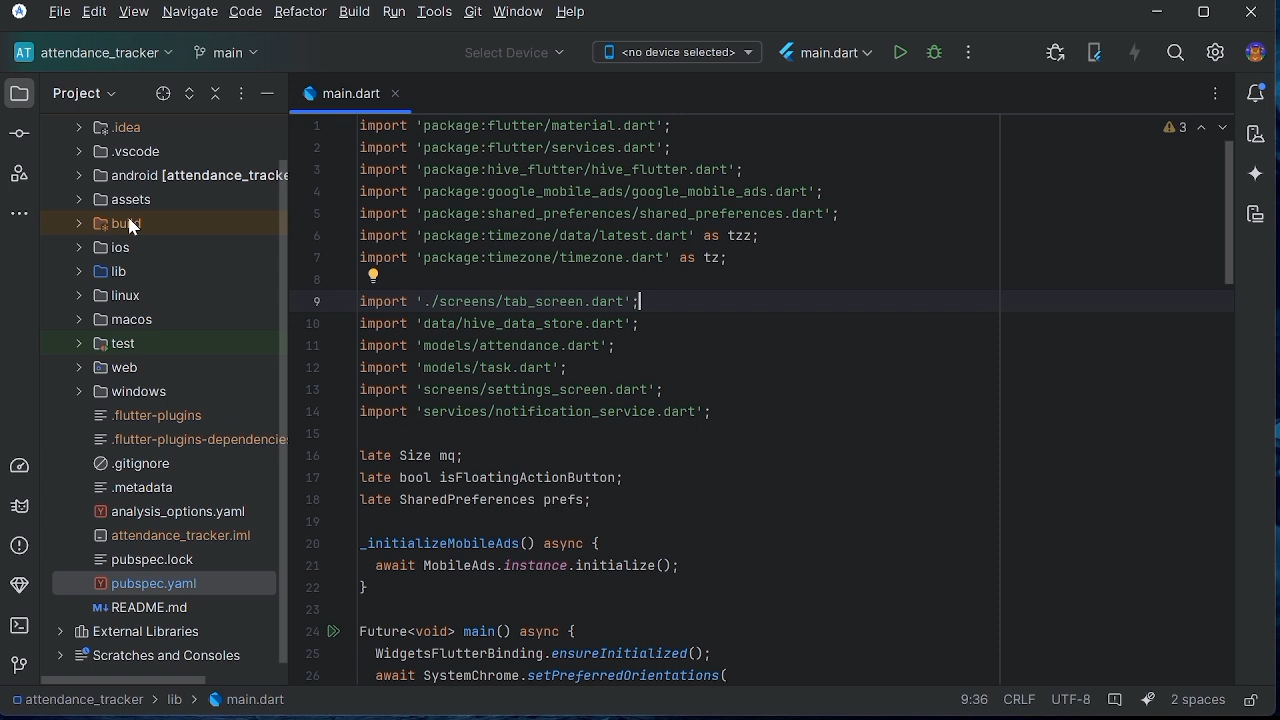 File Edit View Navigate Code Refactor Build Run Tools Git Window Help
AT attendance_tracker main Select Device <no device selected> main.dart
Project main.dart
.idea
.vscode
android [attendance_tracke
assets
build
ios
lib
linux
macos
test
web
windows
.flutter-plugins
.flutter-plugins-dependencies
.gitignore
.metadata
analysis_options.yaml
attendance_tracker.iml
pubspec.lock
pubspec.yaml
README.md
External Libraries
Scratches and Consoles
3
1 import 'package:flutter/material.dart';
2 import 'package:flutter/services.dart';
3 import 'package:hive_flutter/hive_flutter.dart';
4 import 'package:google_mobile_ads/google_mobile_ads.dart';
5 import 'package:shared_preferences/shared_preferences.dart';
6 import 'package:timezone/data/latest.dart' as tzz;
7 import 'package:timezone/timezone.dart' as tz;
8
9 import './screens/tab_screen.dart';
10 import 'data/hive_data_store.dart';
11 import 'models/attendance.dart';
12 import 'models/task.dart';
13 import 'screens/settings_screen.dart';
14 import 'services/notification_service.dart';
15
16 late Size mq;
17 late bool isFloatingActionButton;
18 late SharedPreferences prefs;
19
20 _initializeMobileAds() async {
21 await MobileAds.instance.initialize();
22 }
23
24 Future<void> main() async {
25 WidgetsFlutterBinding.ensureInitialized();
26 await SystemChrome.setPreferredOrientations(
attendance_tracker > lib > main.dart 9:36 CRLF UTF-8 2 spaces